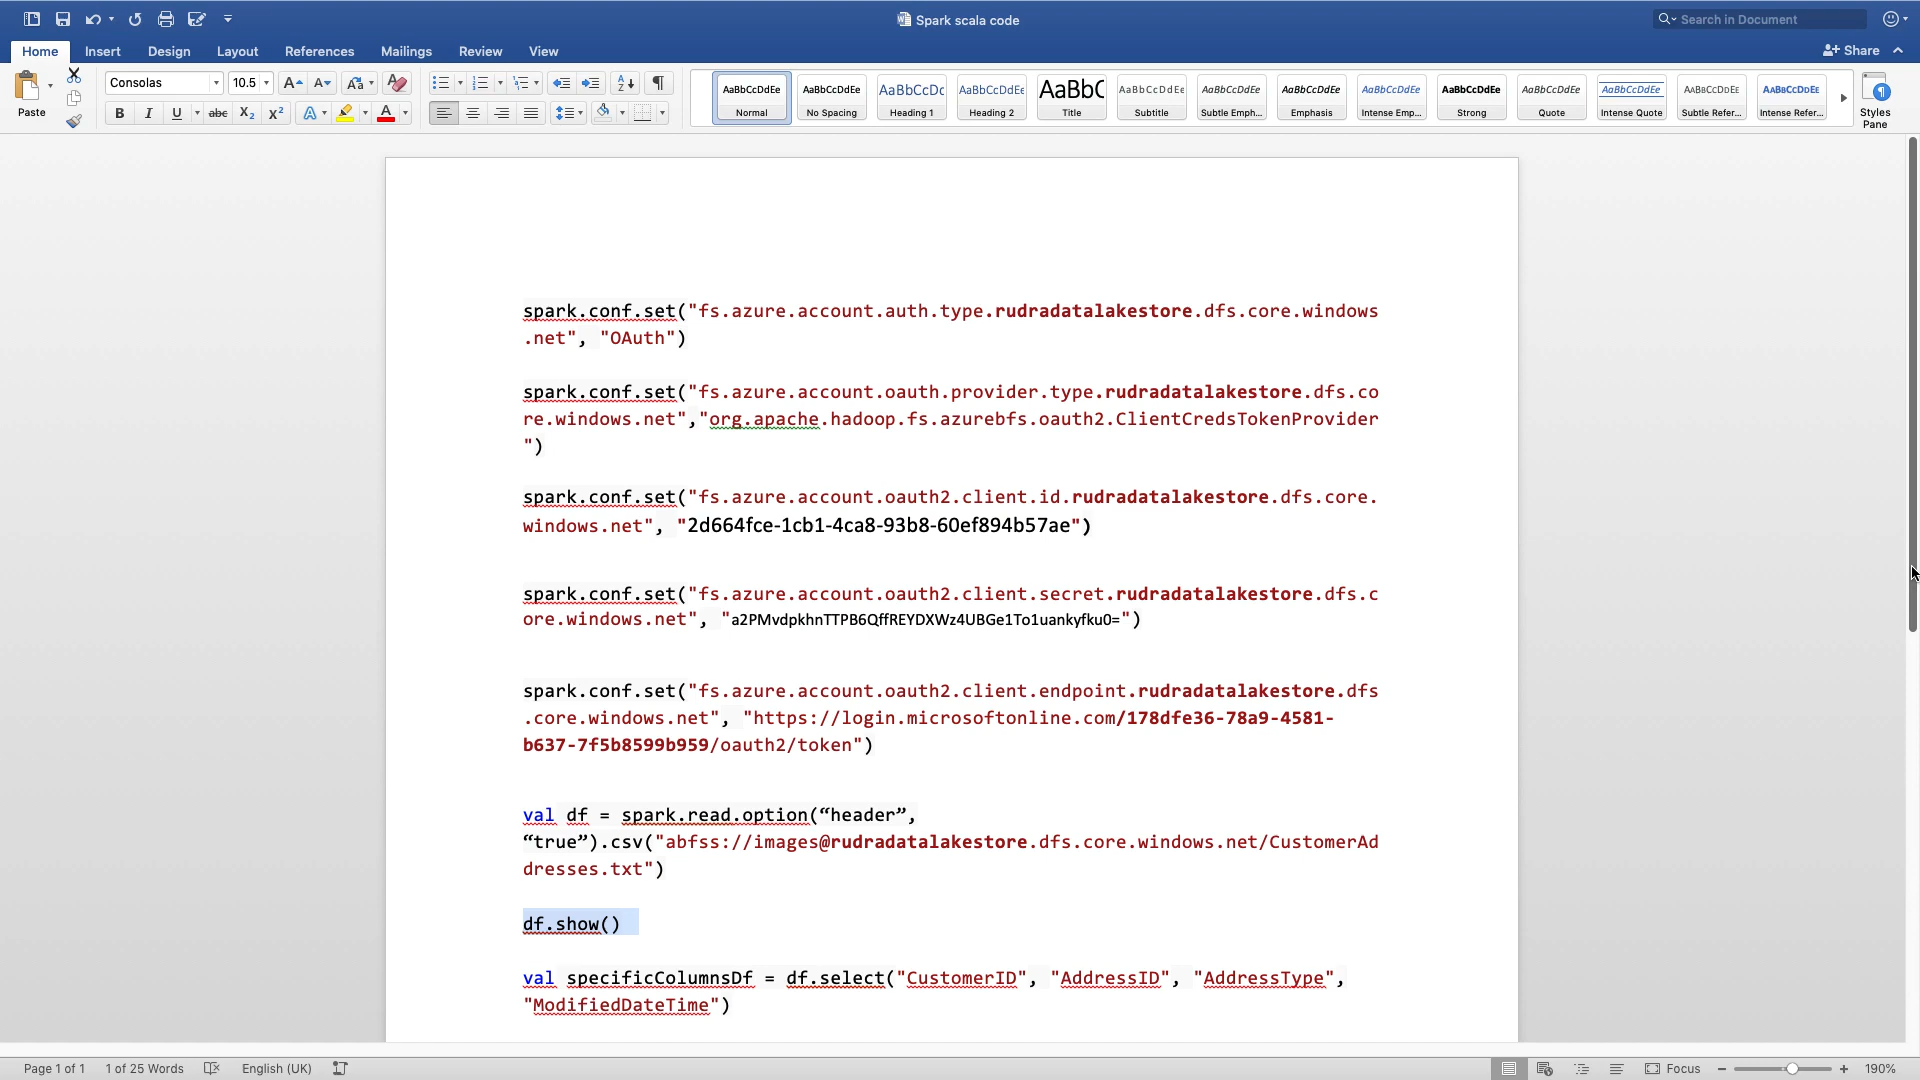 Spark scala code
Search in Document
Home Insert Design Layout References Mailings Review View Share
Paste Consolas 10.5
AaBbCcDdEe AaBbCcDdEe AaBbCcDc AaBbCcDdE AaBbC AaBbCcDdEe AaBbCcDdEe AaBbCcDdEe AaBbCcDdEe AaBbCcDdEe AaBbCcDdEe AaBbCcDdEe AaBbCcDdEe AaBbCcDdEe
Normal No Spacing Heading 1 Heading 2 Title Subtitle Subtle Emph... Emphasis Intense Emp... Strong Quote Intense Quote Subtle Refer... Intense Refer... Styles Pane
spark.conf.set("fs.azure.account.auth.type.rudradatalakestore.dfs.core.windows
.net", "OAuth")
spark.conf.set("fs.azure.account.oauth.provider.type.rudradatalakestore.dfs.co
re.windows.net","org.apache.hadoop.fs.azurebfs.oauth2.ClientCredsTokenProvider
")
spark.conf.set("fs.azure.account.oauth2.client.id.rudradatalakestore.dfs.core.
windows.net", "2d664fce-1cb1-4ca8-93b8-60ef894b57ae")
spark.conf.set("fs.azure.account.oauth2.client.secret.rudradatalakestore.dfs.c
ore.windows.net", "a2PMvdpkhnTTPB6QffREYDXWz4UBGe1To1uankyfku0=")
spark.conf.set("fs.azure.account.oauth2.client.endpoint.rudradatalakestore.dfs
.core.windows.net", "https://login.microsoftonline.com/178dfe36-78a9-4581-
b637-7f5b8599b959/oauth2/token")
val df = spark.read.option(“header”,
“true”).csv("abfss://images@rudradatalakestore.dfs.core.windows.net/CustomerAd
dresses.txt")
df.show()
val specificColumnsDf = df.select("CustomerID", "AddressID", "AddressType",
"ModifiedDateTime")
Page 1 of 1 1 of 25 Words English (UK) Focus 190%